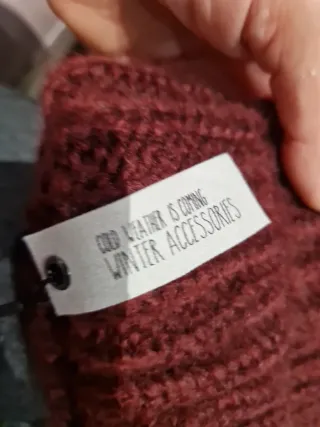 COLD WEATHER IS COMING
WINTER ACCESSORIES